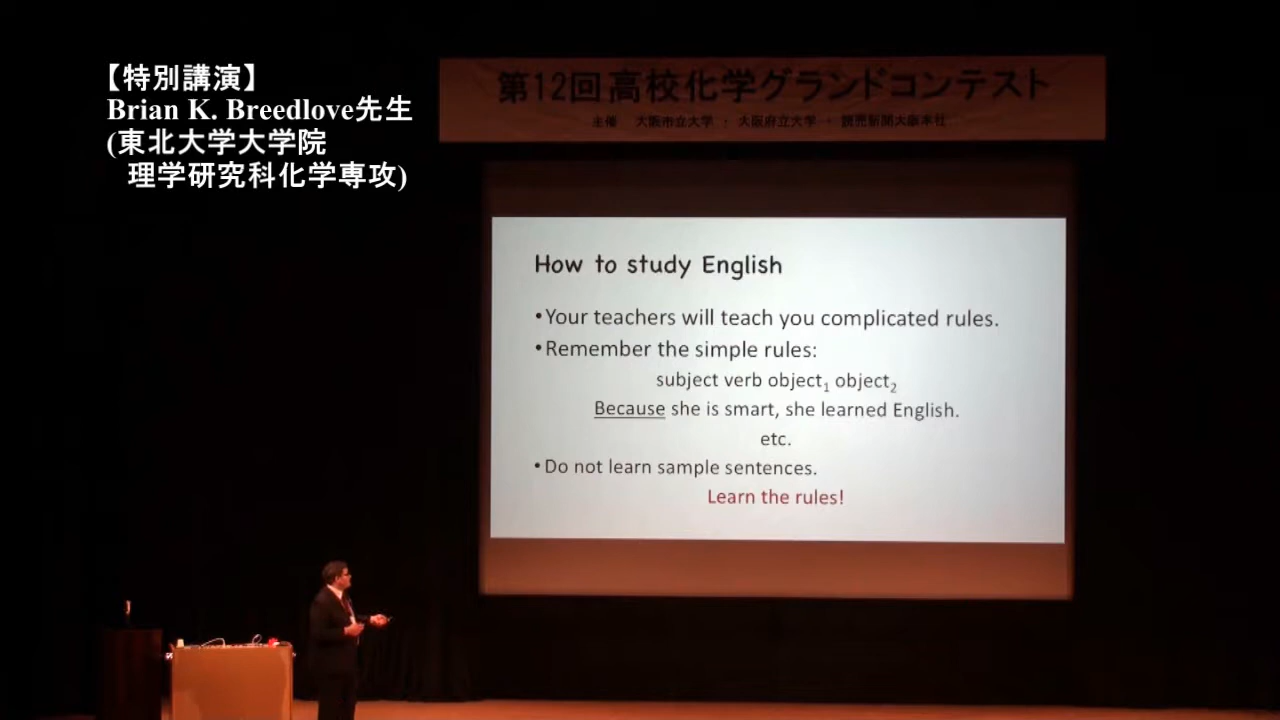 【特別講演】
Brian K. Breedlove先生
(東北大学大学院
理学研究科化学専攻)
第12回高校化学グランドコンテスト
主催 大阪市立大学 ・ 大阪府立大学 ・ 読売新聞大阪本社
How to study English
•Your teachers will teach you complicated rules.
•Remember the simple rules:
subject verb object₁ object₂
Because she is smart, she learned English.
etc.
•Do not learn sample sentences.
Learn the rules!